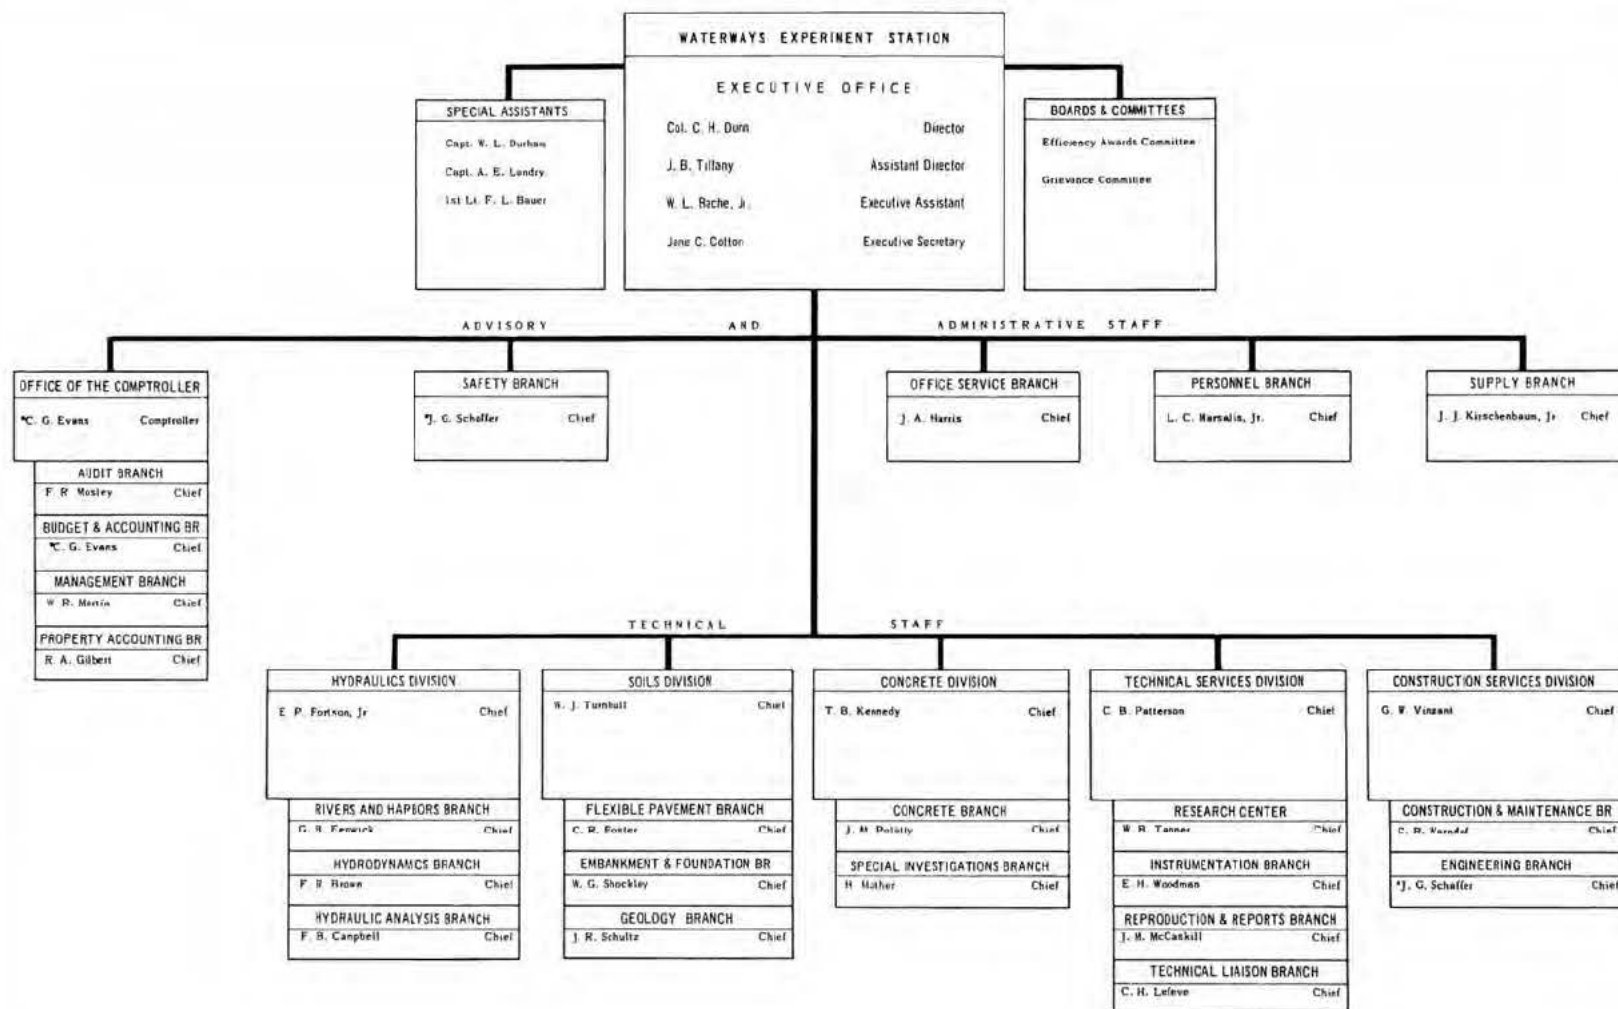 WATERWAYS EXPERIMENT STATION
EXECUTIVE OFFICE
Col. C. H. Dunn Director
J. B. Tiffany Assistant Director
W. L. Bache, Jr. Executive Assistant
Jane C. Cotton Executive Secretary
SPECIAL ASSISTANTS
Capt. W. L. Durham
Capt. A. E. Landry
1st Lt. F. L. Bauer
BOARDS & COMMITTEES
Efficiency Awards Committee
Grievance Committee
ADVISORY AND ADMINISTRATIVE STAFF
OFFICE OF THE COMPTROLLER
*C. G. Evans Comptroller
AUDIT BRANCH
F. R. Mosley Chief
BUDGET & ACCOUNTING BR
*C. G. Evans Chief
MANAGEMENT BRANCH
W. R. Martin Chief
PROPERTY ACCOUNTING BR
R. A. Gilbert Chief
SAFETY BRANCH
*J. G. Schaffer Chief
OFFICE SERVICE BRANCH
J. A. Harris Chief
PERSONNEL BRANCH
L. C. Marsalis, Jr. Chief
SUPPLY BRANCH
J. J. Kirschenbaum, Jr Chief
TECHNICAL STAFF
HYDRAULICS DIVISION
E. P. Fortson, Jr Chief
RIVERS AND HARBORS BRANCH
G. B. Fenwick Chief
HYDRODYNAMICS BRANCH
F. R. Brown Chief
HYDRAULIC ANALYSIS BRANCH
F. B. Campbell Chief
SOILS DIVISION
W. J. Turnbull Chief
FLEXIBLE PAVEMENT BRANCH
C. R. Foster Chief
EMBANKMENT & FOUNDATION BR
W. G. Shockley Chief
GEOLOGY BRANCH
J. R. Schultz Chief
CONCRETE DIVISION
T. B. Kennedy Chief
CONCRETE BRANCH
J. M. Polatty Chief
SPECIAL INVESTIGATIONS BRANCH
B. Mather Chief
TECHNICAL SERVICES DIVISION
C. B. Patterson Chief
RESEARCH CENTER
W. B. Tanner Chief
INSTRUMENTATION BRANCH
E. H. Woodman Chief
REPRODUCTION & REPORTS BRANCH
J. M. McCaskill Chief
TECHNICAL LIAISON BRANCH
C. H. Lefeve Chief
CONSTRUCTION SERVICES DIVISION
G. W. Vinzant Chief
CONSTRUCTION & MAINTENANCE BR
Chief
ENGINEERING BRANCH
*J. G. Schaffer Chief